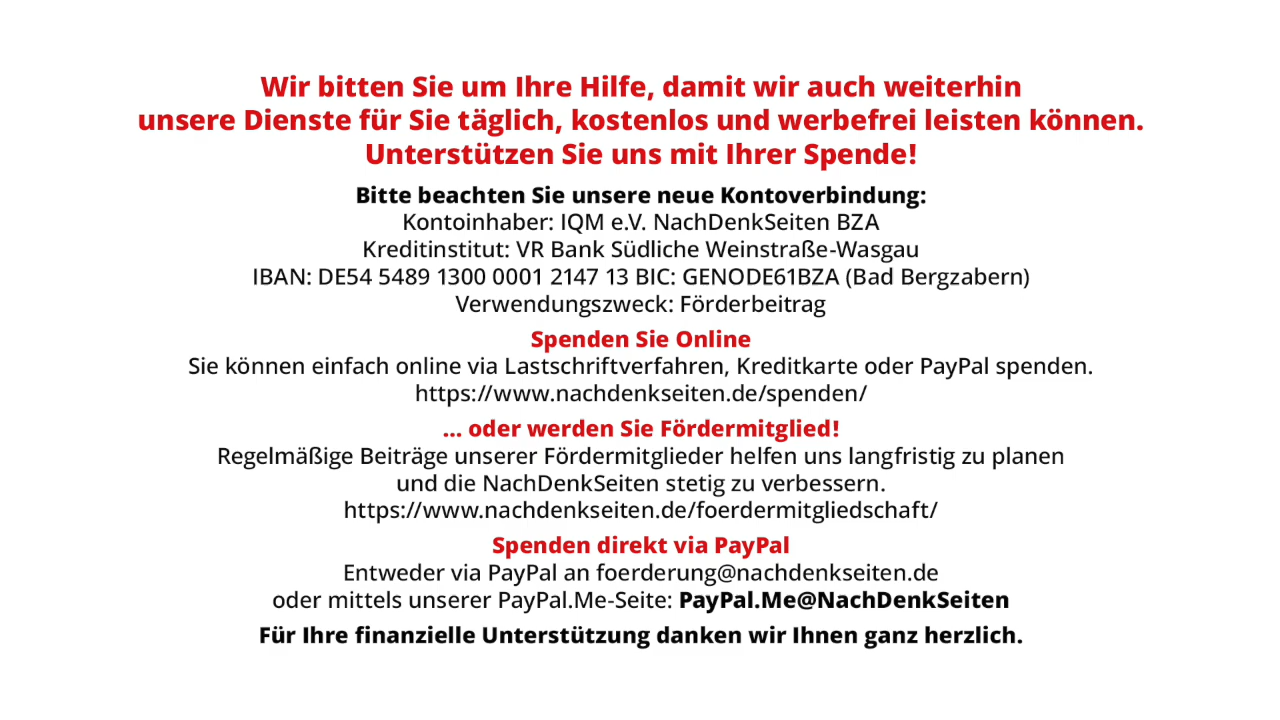 Wir bitten Sie um Ihre Hilfe, damit wir auch weiterhin
unsere Dienste für Sie täglich, kostenlos und werbefrei leisten können.
Unterstützen Sie uns mit Ihrer Spende!
Bitte beachten Sie unsere neue Kontoverbindung:
Kontoinhaber: IQM e.V. NachDenkSeiten BZA
Kreditinstitut: VR Bank Südliche Weinstraße-Wasgau
IBAN: DE54 5489 1300 0001 2147 13 BIC: GENODE61BZA (Bad Bergzabern)
Verwendungszweck: Förderbeitrag
Spenden Sie Online
Sie können einfach online via Lastschriftverfahren, Kreditkarte oder PayPal spenden.
https://www.nachdenkseiten.de/spenden/
... oder werden Sie Fördermitglied!
Regelmäßige Beiträge unserer Fördermitglieder helfen uns langfristig zu planen
und die NachDenkSeiten stetig zu verbessern.
https://www.nachdenkseiten.de/foerdermitgliedschaft/
Spenden direkt via PayPal
Entweder via PayPal an foerderung@nachdenkseiten.de
oder mittels unserer PayPal.Me-Seite: PayPal.Me@NachDenkSeiten
Für Ihre finanzielle Unterstützung danken wir Ihnen ganz herzlich.